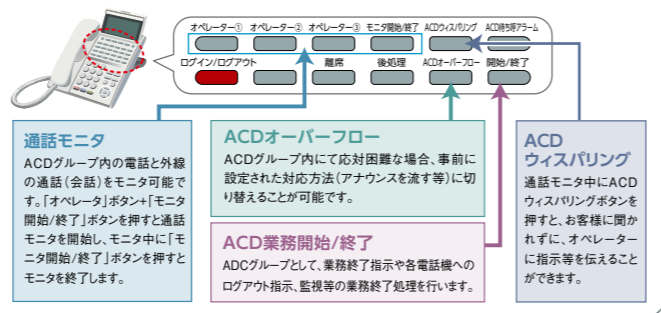 オペレーター① オペレーター② オペレーター③ モニタ開始/終了 ACDウィスパリング ACD待ち呼アラーム
ログイン/ログアウト 離席 後処理 ACDオーバーフロー 開始/終了
通話モニタ
ACDグループ内の電話と外線
の通話(会話)をモニタ可能で
す。「オペレータ」ボタン+「モニタ
開始/終了」ボタンを押すと通話
モニタを開始し、モニタ中に「モ
ニタ開始/終了」ボタンを押すと
モニタを終了します。
ACDオーバーフロー
ACDグループ内にて応対困難な場合、事前に
設定された対応方法(アナウンスを流す等)に切
り替えることが可能です。
ACD業務開始/終了
ADCグループとして、業務終了指示や各電話機への
ログアウト指示、監視等の業務終了処理を行います。
ACD
ウィスパリング
通話モニタ中にACD
ウィスパリングボタンを
押すと、お客様に聞か
れずに、オペレーター
に指示等を伝えること
ができます。